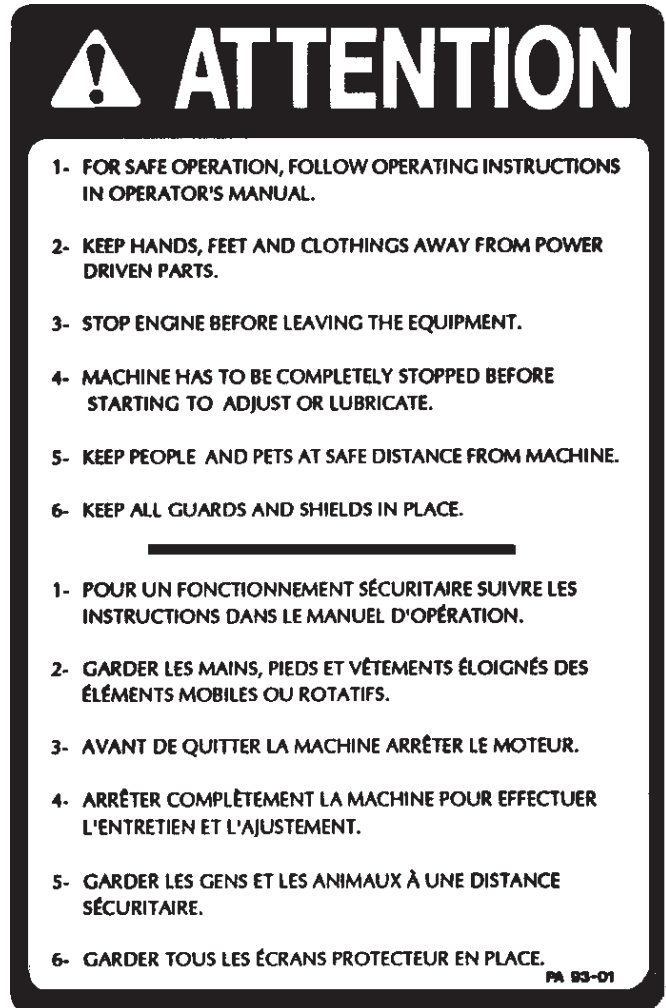 ATTENTION
1- FOR SAFE OPERATION, FOLLOW OPERATING INSTRUCTIONS
IN OPERATOR'S MANUAL.
2- KEEP HANDS, FEET AND CLOTHINGS AWAY FROM POWER
DRIVEN PARTS.
3- STOP ENGINE BEFORE LEAVING THE EQUIPMENT.
4- MACHINE HAS TO BE COMPLETELY STOPPED BEFORE
STARTING TO ADJUST OR LUBRICATE.
5- KEEP PEOPLE AND PETS AT SAFE DISTANCE FROM MACHINE.
6- KEEP ALL GUARDS AND SHIELDS IN PLACE.
1- POUR UN FONCTIONNEMENT SÉCURITAIRE SUIVRE LES
INSTRUCTIONS DANS LE MANUEL D'OPÉRATION.
2- GARDER LES MAINS, PIEDS ET VÊTEMENTS ÉLOIGNÉS DES
ÉLÉMENTS MOBILES OU ROTATIFS.
3- AVANT DE QUITTER LA MACHINE ARRÊTER LE MOTEUR.
4- ARRÊTER COMPLÈTEMENT LA MACHINE POUR EFFECTUER
L'ENTRETIEN ET L'AJUSTEMENT.
5- GARDER LES GENS ET LES ANIMAUX À UNE DISTANCE
SÉCURITAIRE.
6- GARDER TOUS LES ÉCRANS PROTECTEUR EN PLACE.
PA 93-01